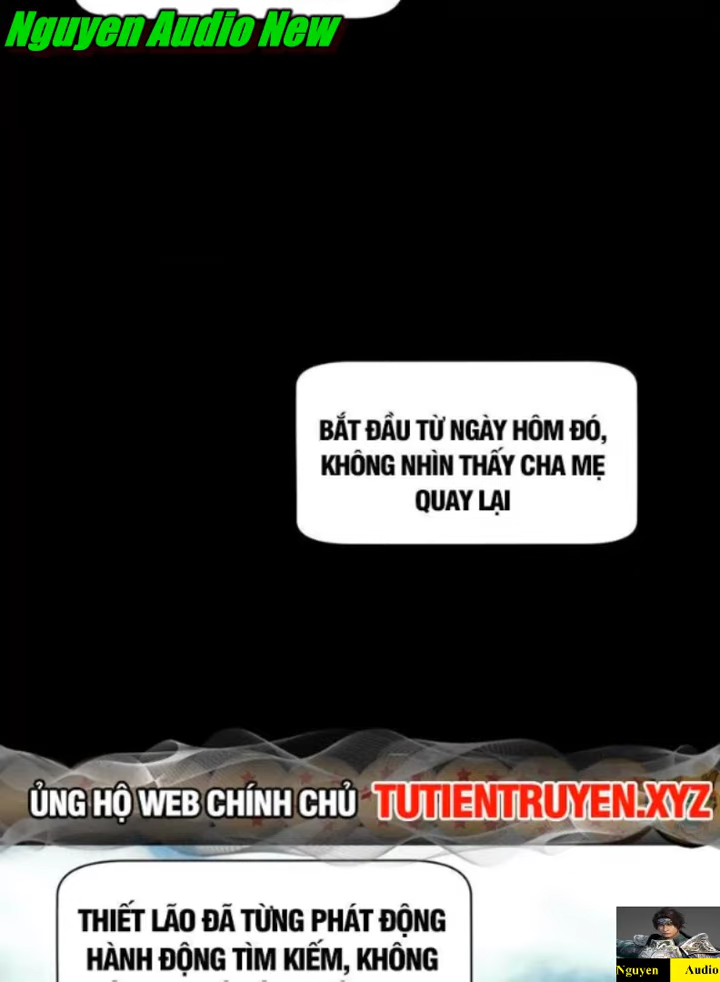 Nguyen Audio New
BẮT ĐẦU TỪ NGÀY HÔM ĐÓ,
KHÔNG NHÌN THẤY CHA MẸ
QUAY LẠI
ỦNG HỘ WEB CHÍNH CHỦ TUTIENTRUYEN.XYZ
THIẾT LÃO ĐÃ TỪNG PHÁT ĐỘNG
HÀNH ĐỘNG TÌM KIẾM, KHÔNG
Nguyen Audio